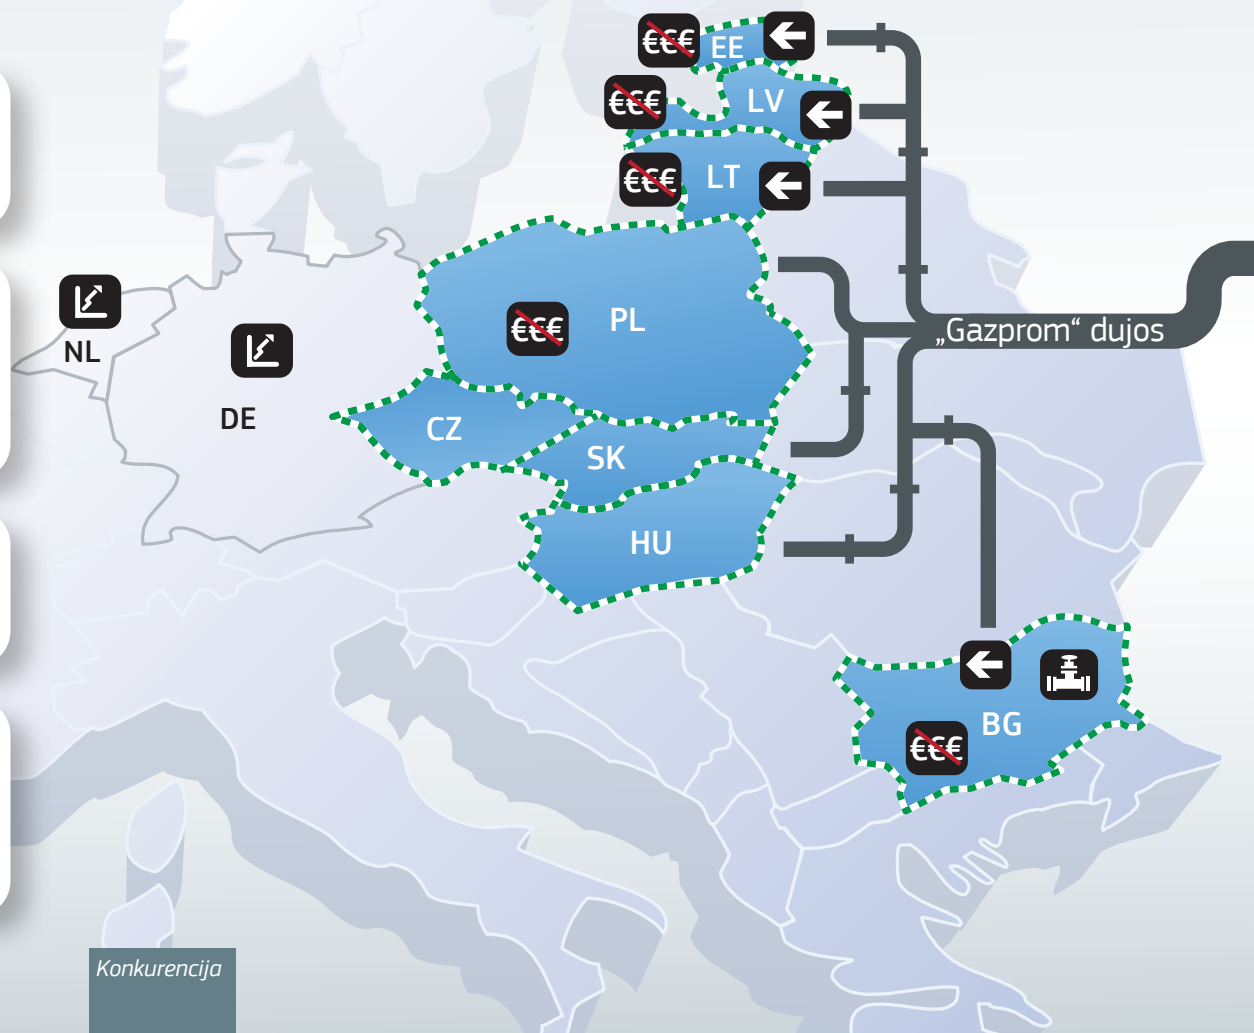 €€€
EE
€€€
LV
€€€
LT
€€€
PL
„Gazprom“ dujos
NL
DE
CZ
SK
HU
BG
€€€
Konkurencija